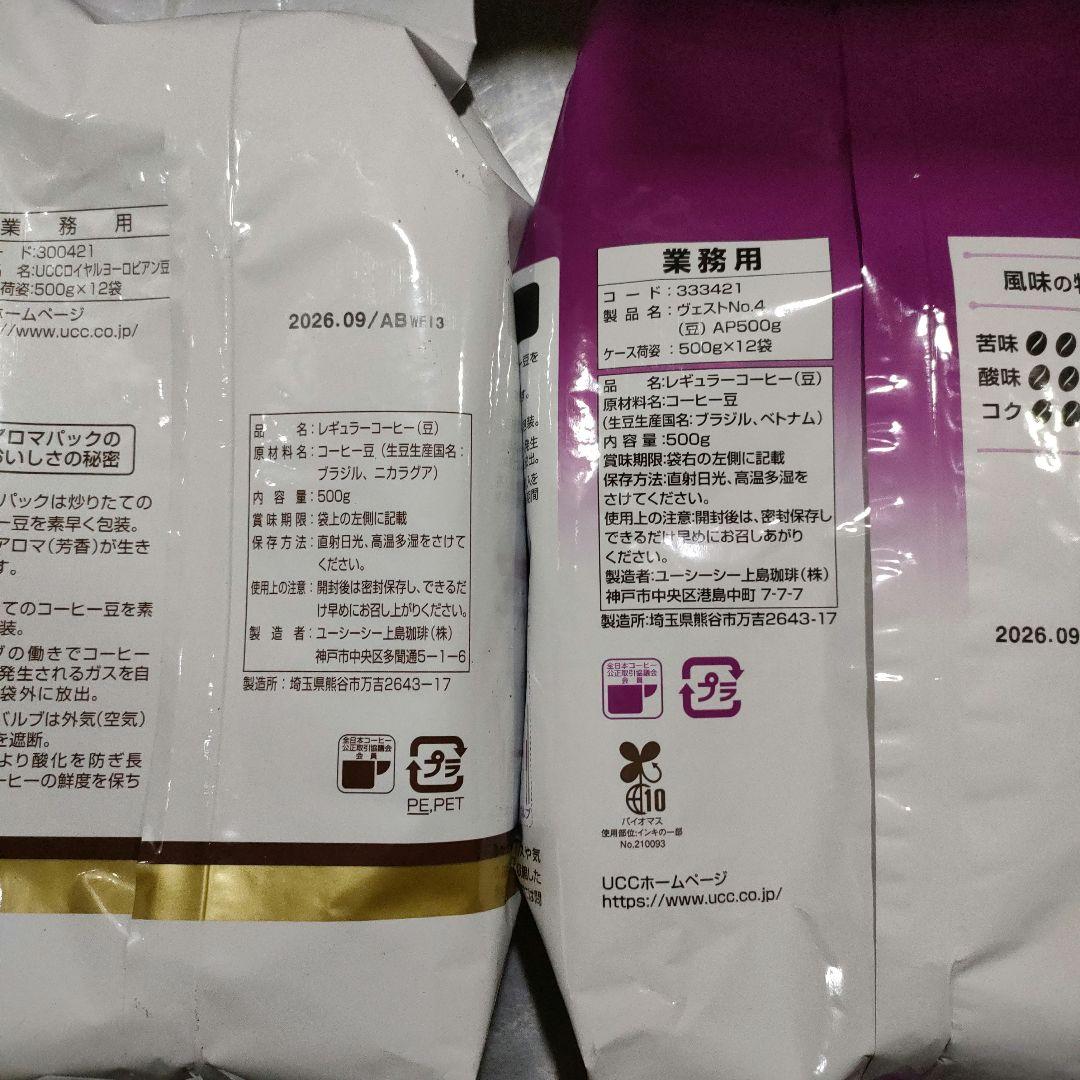 業務用
ード:300421
名:UCCロイヤルヨーロピアン豆
荷姿:500g×12袋
ホームページ
//www.ucc.co.jp/
2026.09/AB WF13
アロマパックの
おいしさの秘密
パックは炒りたての
ー豆を素早く包装。
アロマ(芳香)が生き
す。
てのコーヒー豆を素
装。
ブの働きでコーヒー
発生されるガスを自
袋外に放出。
バルブは外気(空気)
を遮断。
より酸化を防ぎ長
ーヒーの鮮度を保ち
品名:レギュラーコーヒー(豆)
原材料名:コーヒー豆(生豆生産国名:
ブラジル、ニカラグア)
内容量:500g
賞味期限:袋上の左側に記載
保存方法:直射日光、高温多湿をさけて
ください。
使用上の注意:開封後は密封保存し、できるだ
け早めにお召し上がりください。
製造者:ユーシーシー上島珈琲(株)
神戸市中央区多聞通5-1-6
製造所:埼玉県熊谷市万吉2643-17
全日本コーヒー
公正取引協議会
会員
プラ
PE,PET
業務用
コード:333421
製品名:ヴェストNo.4
(豆) AP500g
ケース荷姿:500g×12袋
品名:レギュラーコーヒー(豆)
原材料名:コーヒー豆
(生豆生産国名:ブラジル、ベトナム)
内容量:500g
賞味期限:袋右の左側に記載
保存方法:直射日光、高温多湿を
さけてください。
使用上の注意:開封後は、密封保存し
できるだけ早めにお召しあがり
ください。
製造者:ユーシーシー上島珈琲(株)
神戸市中央区港島中町 7-7-7
製造所:埼玉県熊谷市万吉2643-17
全日本コーヒー
公正取引協議会
会員
プラ
10
バイオマス
使用部位:インキの一部
No.210093
UCCホームページ
https://www.ucc.co.jp/
風味の特
苦味
酸味
コク
2026.09